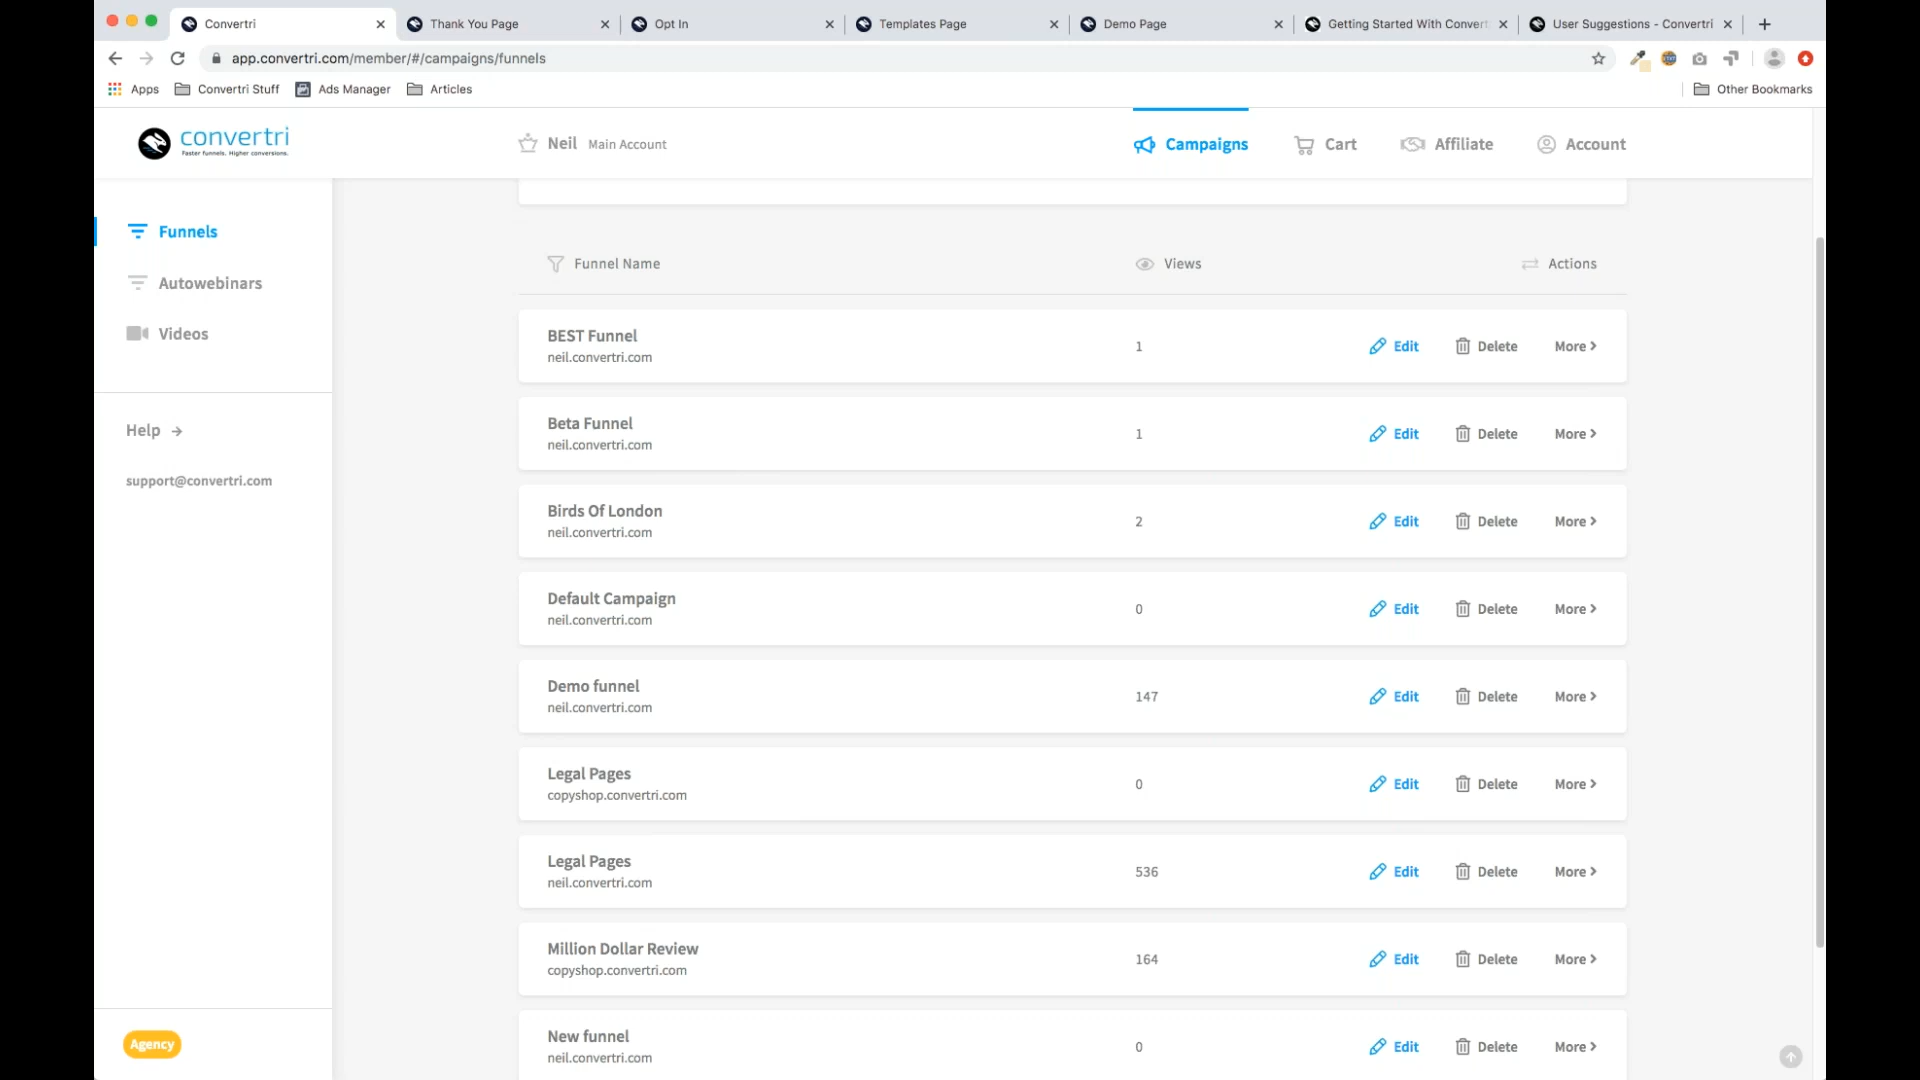 Convertri
Thank You Page
Opt In
Templates Page
Demo Page
Getting Started With Convert
User Suggestions - Convertri
app.convertri.com/member/#/campaigns/funnels
Apps
Convertri Stuff
Ads Manager
Articles
Other Bookmarks
convertri
Faster funnels. Higher conversions.
Neil Main Account
Campaigns
Cart
Affiliate
Account
Funnels
Autowebinars
Videos
Help
support@convertri.com
Agency
Funnel Name Views Actions
BEST Funnel
neil.convertri.com
1 Edit Delete More
Beta Funnel
neil.convertri.com
1 Edit Delete More
Birds Of London
neil.convertri.com
2 Edit Delete More
Default Campaign
neil.convertri.com
0 Edit Delete More
Demo funnel
neil.convertri.com
147 Edit Delete More
Legal Pages
copyshop.convertri.com
0 Edit Delete More
Legal Pages
neil.convertri.com
536 Edit Delete More
Million Dollar Review
copyshop.convertri.com
164 Edit Delete More
New funnel
neil.convertri.com
0 Edit Delete More